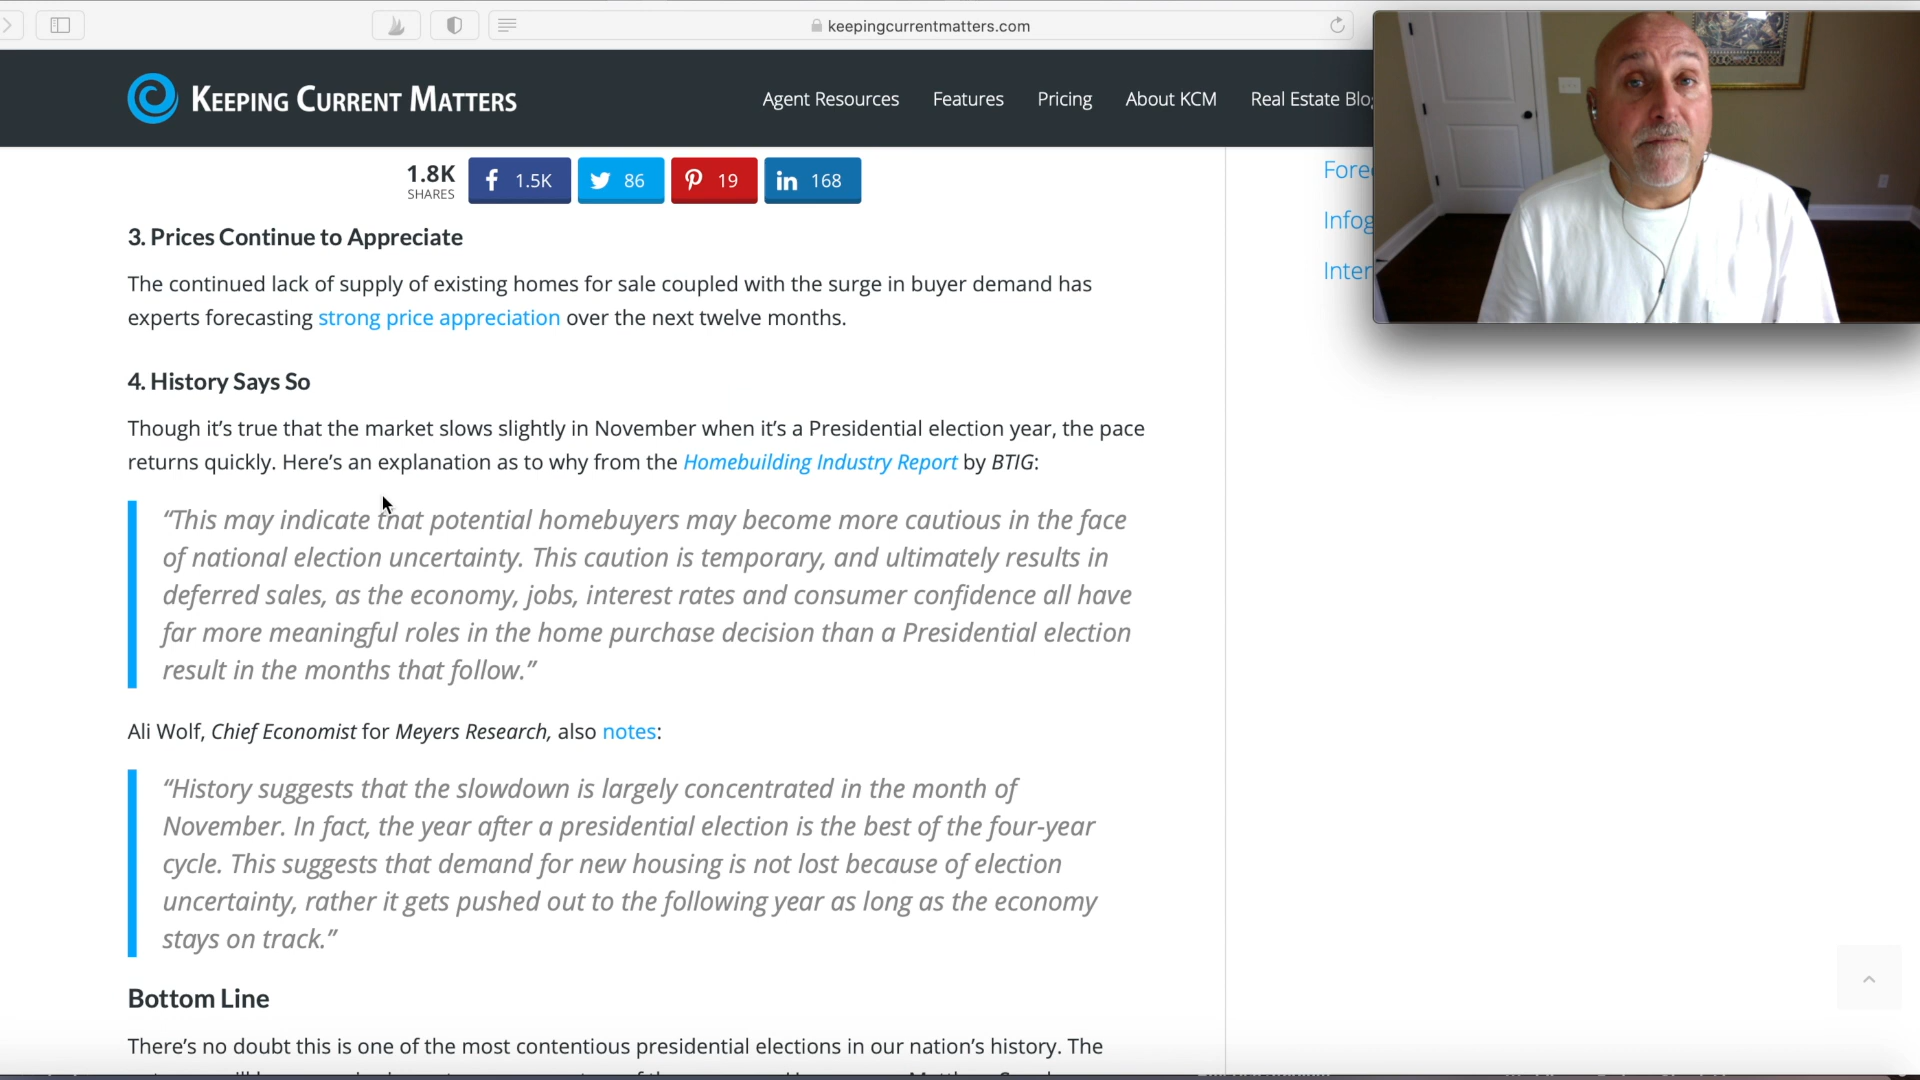 keepingcurrentmatters.com
KEEPING CURRENT MATTERS
Agent Resources Features Pricing About KCM Real Estate Blo
1.8K
SHARES
1.5K 86 19 168
3. Prices Continue to Appreciate
The continued lack of supply of existing homes for sale coupled with the surge in buyer demand has
experts forecasting strong price appreciation over the next twelve months.
4. History Says So
Though it’s true that the market slows slightly in November when it’s a Presidential election year, the pace
returns quickly. Here’s an explanation as to why from the Homebuilding Industry Report by BTIG:
“This may indicate that potential homebuyers may become more cautious in the face
of national election uncertainty. This caution is temporary, and ultimately results in
deferred sales, as the economy, jobs, interest rates and consumer confidence all have
far more meaningful roles in the home purchase decision than a Presidential election
result in the months that follow.”
Ali Wolf, Chief Economist for Meyers Research, also notes:
“History suggests that the slowdown is largely concentrated in the month of
November. In fact, the year after a presidential election is the best of the four-year
cycle. This suggests that demand for new housing is not lost because of election
uncertainty, rather it gets pushed out to the following year as long as the economy
stays on track.”
Bottom Line
There’s no doubt this is one of the most contentious presidential elections in our nation’s history. The
Fore
Infog
Inter